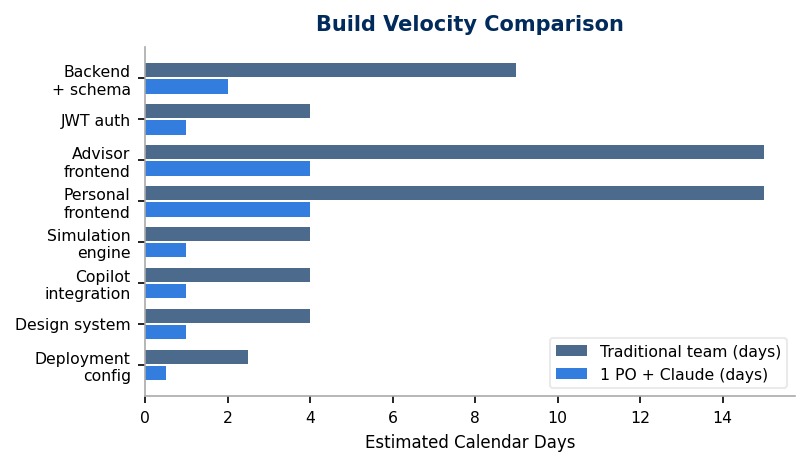 Build Velocity Comparison
Backend
+ schema
JWT auth
Advisor
frontend
Personal
frontend
Simulation
engine
Copilot
integration
Design system
Deployment
config
Traditional team (days)
1 PO + Claude (days)
0 2 4 6 8 10 12 14
Estimated Calendar Days